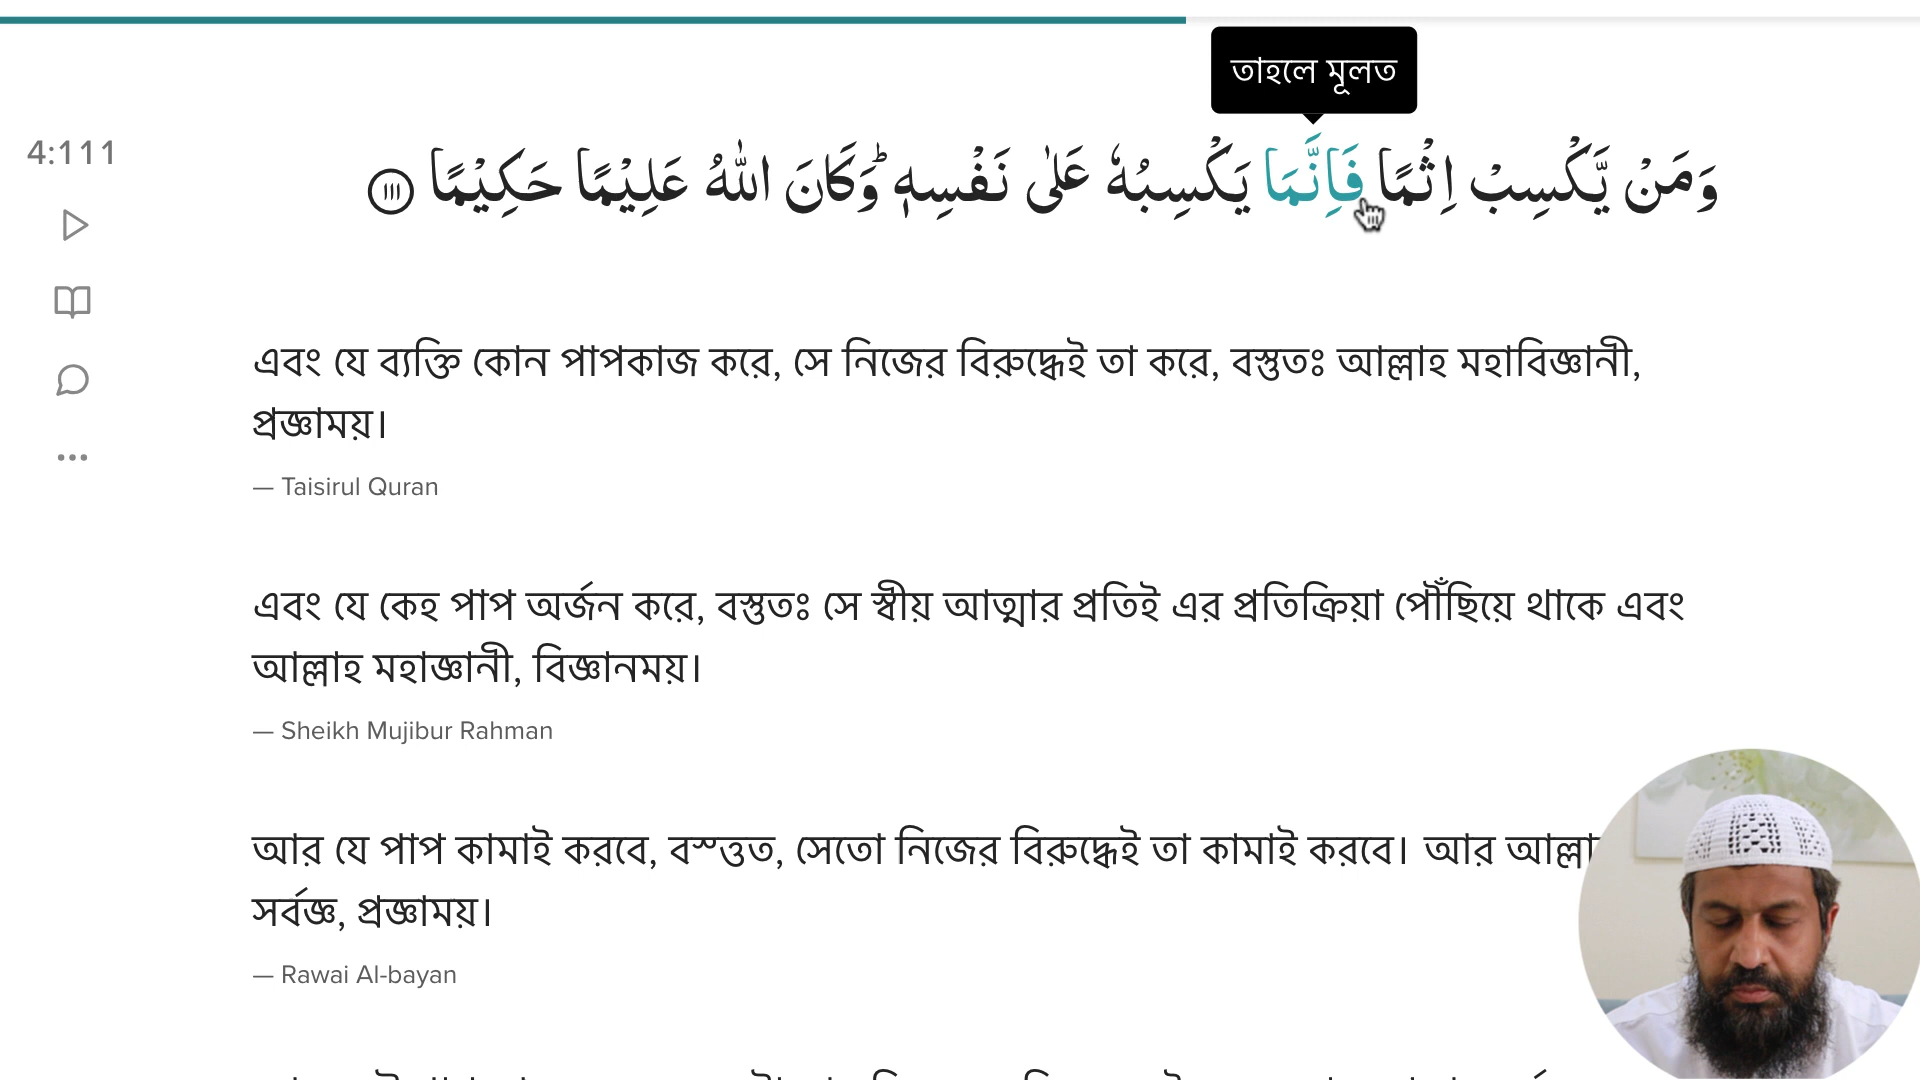 তাহলে মূলত
4:111
وَمَنْ يَّكْسِبْ اِثْمًا فَاِنَّمَا يَكْسِبُهٗ عَلٰى نَفْسِهٖ ؕ وَكَانَ اللّٰهُ عَلِيْمًا حَكِيْمًا ١١١
এবং যে ব্যক্তি কোন পাপকাজ করে, সে নিজের বিরুদ্ধেই তা করে, বস্তুতঃ আল্লাহ মহাবিজ্ঞানী,
প্রজ্ঞাময়।
— Taisirul Quran
এবং যে কেহ পাপ অর্জন করে, বস্তুতঃ সে স্বীয় আত্মার প্রতিই এর প্রতিক্রিয়া পৌঁছিয়ে থাকে এবং
আল্লাহ মহাজ্ঞানী, বিজ্ঞানময়।
— Sheikh Mujibur Rahman
আর যে পাপ কামাই করবে, বস্ত্তত, সেতো নিজের বিরুদ্ধেই তা কামাই করবে। আর
সর্বজ্ঞ, প্রজ্ঞাময়।
— Rawai Al-bayan